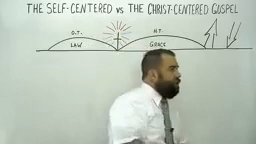 THE SELF-CENTERED vs THE CHRIST-CENTERED GOSPEL
O.T. N.T.
LAW GRACE